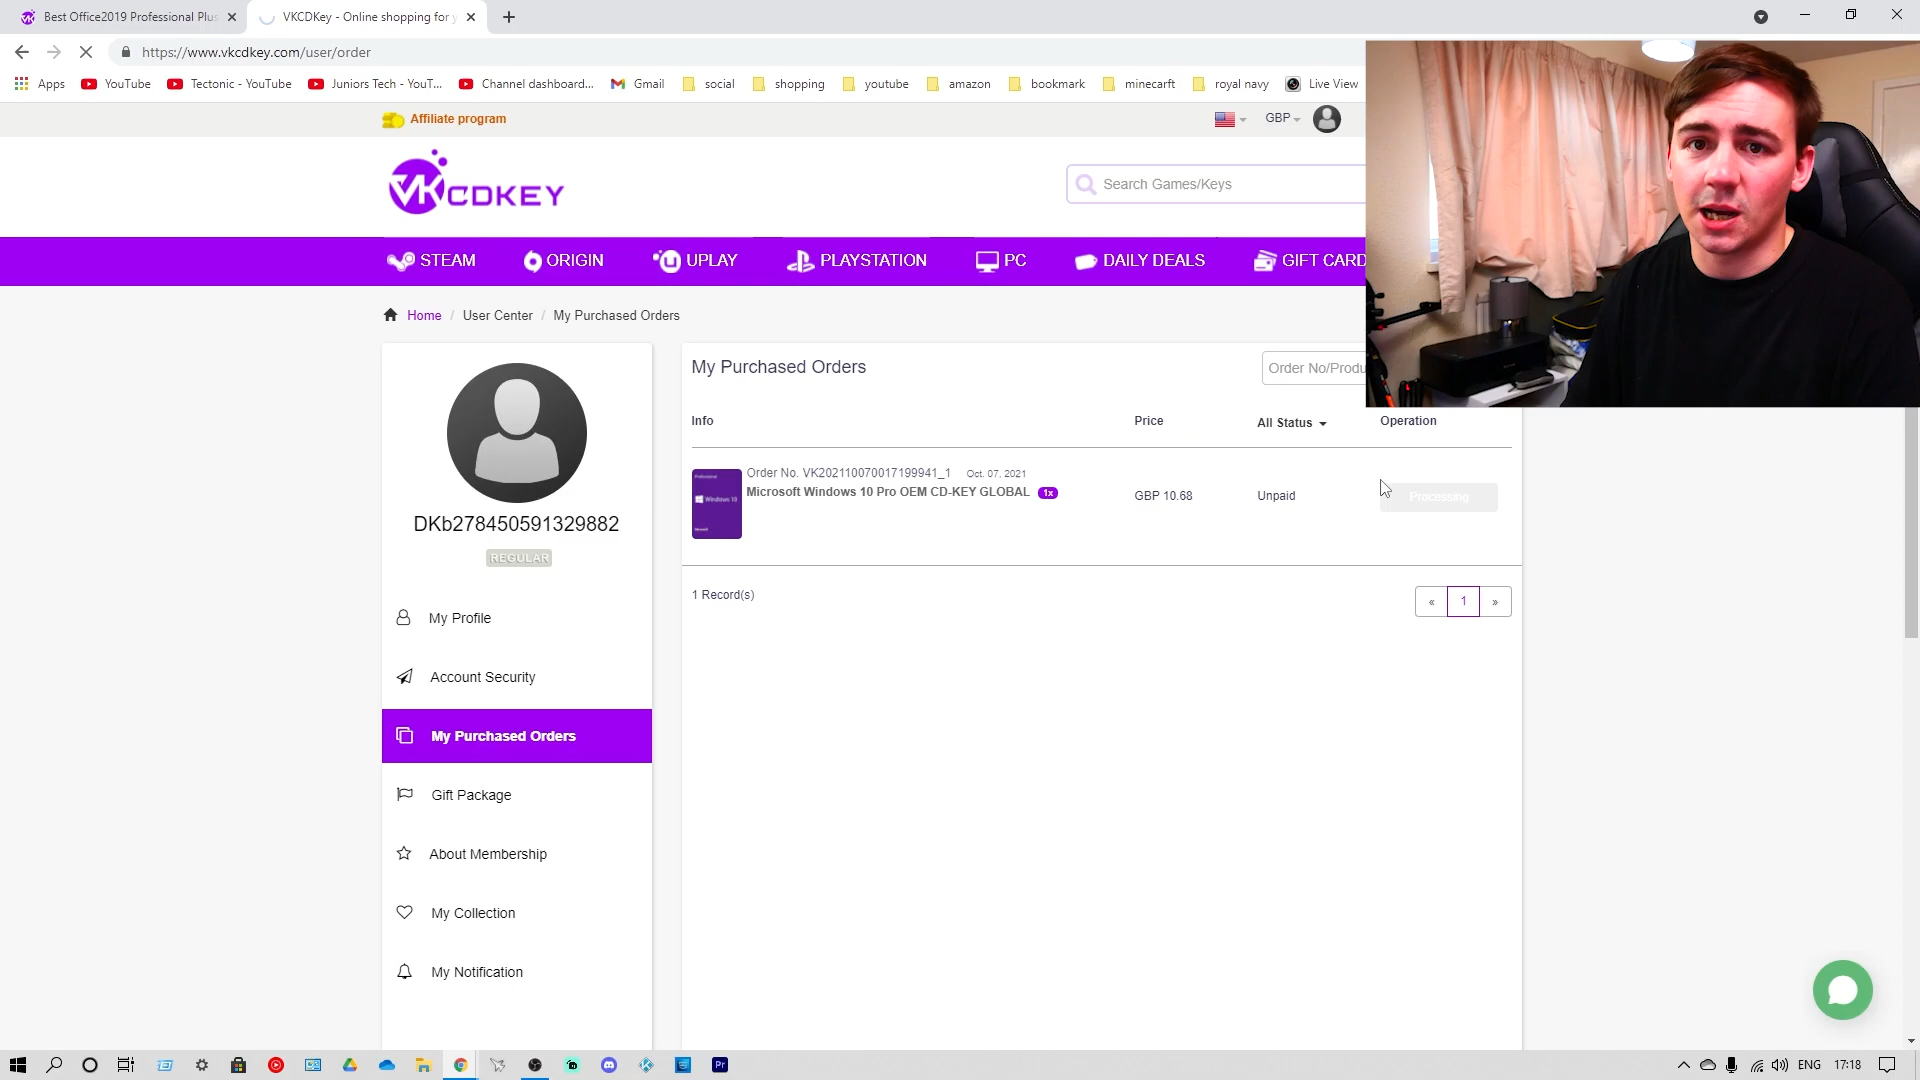 Best Office2019 Professional Plus
VKCDKey - Online shopping for y
https://www.vkcdkey.com/user/order
Apps
YouTube
Tectonic - YouTube
Juniors Tech - YouT...
Channel dashboard...
Gmail
social
shopping
youtube
amazon
bookmark
minecarft
royal navy
Live View
Affiliate program
GBP
VKCDKEY
Search Games/Keys
STEAM
ORIGIN
UPLAY
PLAYSTATION
PC
DAILY DEALS
GIFT CARD
Home / User Center / My Purchased Orders
My Purchased Orders
Order No/Produ
Info
Price
All Status
Operation
Order No. VK202110070017199941_1 Oct. 07, 2021
Microsoft Windows 10 Pro OEM CD-KEY GLOBAL 1x
GBP 10.68
Unpaid
Processing
Windows 10
1 Record(s)
« 1 »
DKb278450591329882
REGULAR
My Profile
Account Security
My Purchased Orders
Gift Package
About Membership
My Collection
My Notification
Pr
ENG
17:18